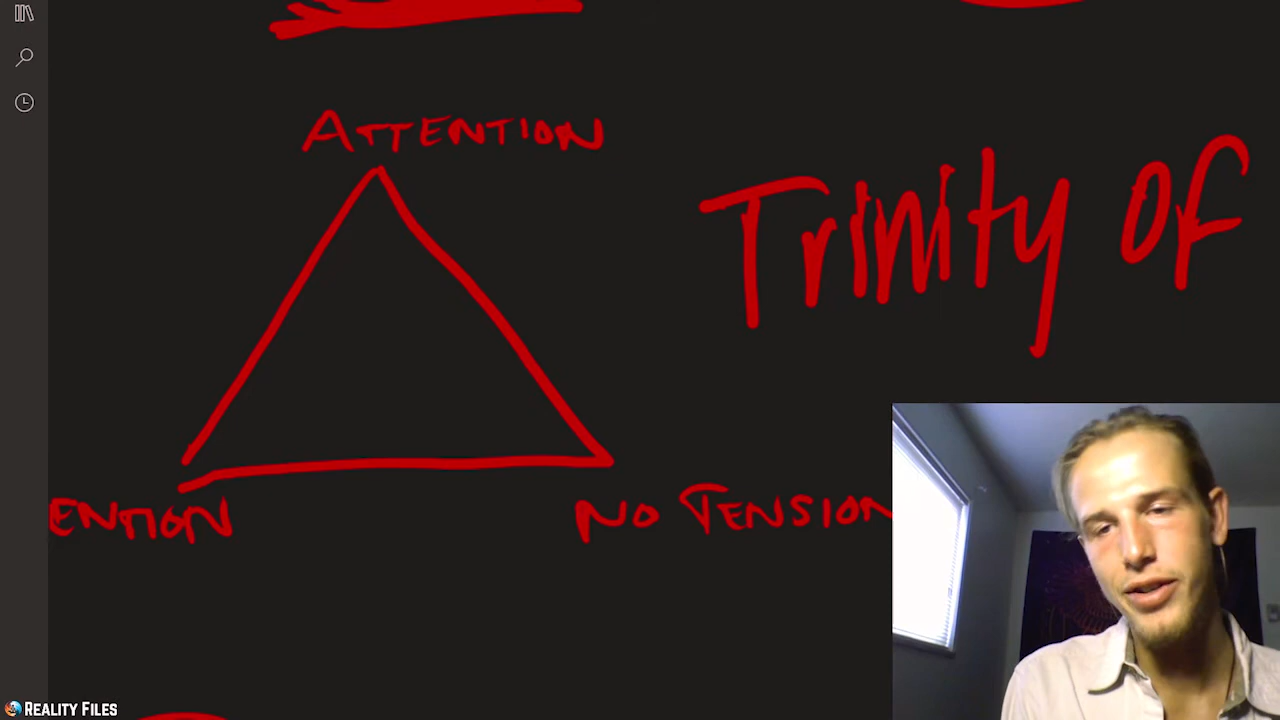 ATTENTION
Trinity Of
ENTION
NO TENSION
REALITY FILES